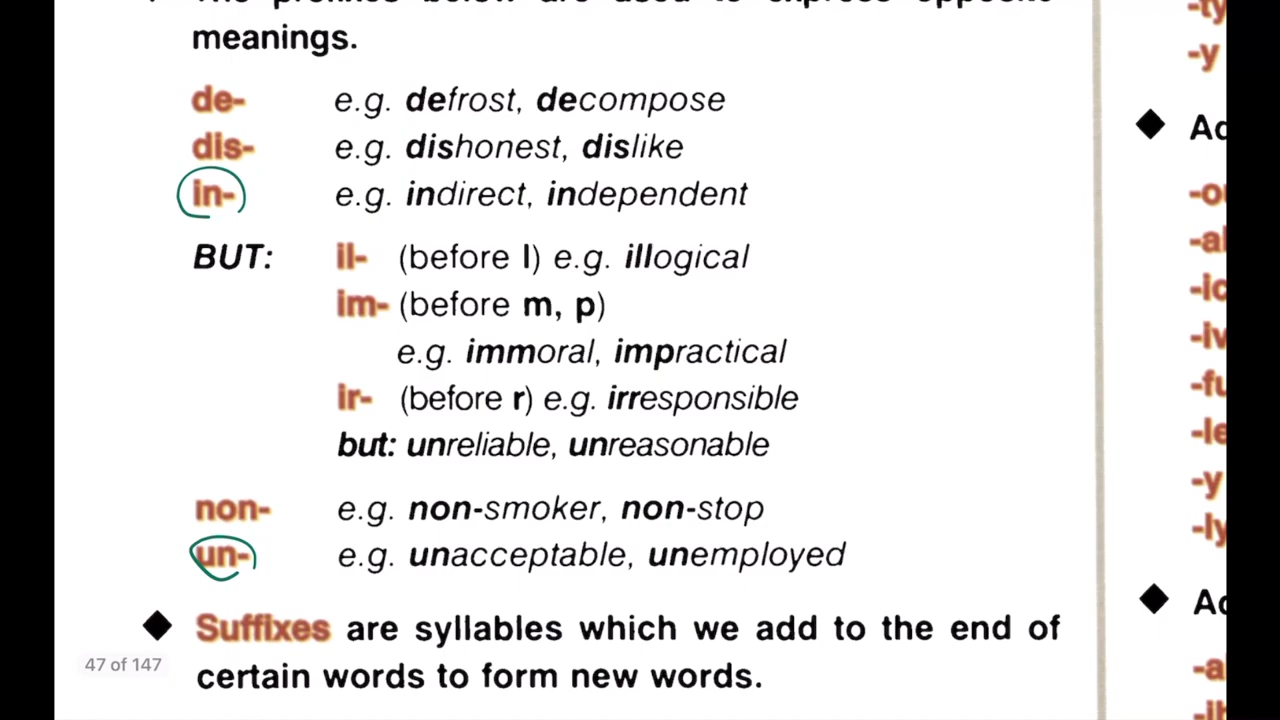 meanings.
de- e.g. defrost, decompose
dis- e.g. dishonest, dislike
in- e.g. indirect, independent
BUT: il- (before l) e.g. illogical
im- (before m, p)
e.g. immoral, impractical
ir- (before r) e.g. irresponsible
but: unreliable, unreasonable
non- e.g. non-smoker, non-stop
un- e.g. unacceptable, unemployed
◆ Suffixes are syllables which we add to the end of
certain words to form new words.
47 of 147
-y
◆
-y